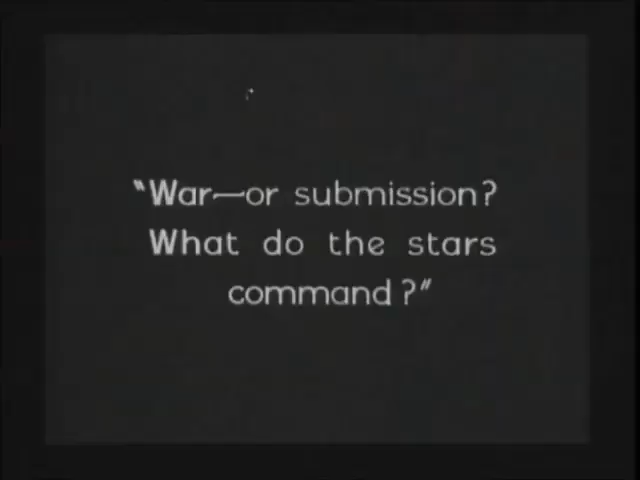 "War—or submission?
What do the stars
command?"